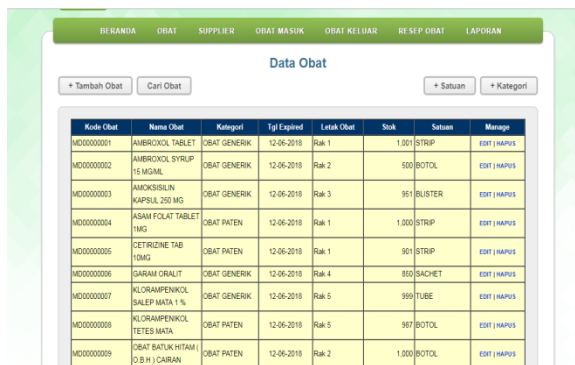 BERANDA OBAT SUPPLIER OBAT MASUK OBAT KELUAR RESEP OBAT LAPORAN
Data Obat
+ Tambah Obat Cari Obat + Satuan + Kategori
Kode Obat Nama Obat Kategori Tgl Expired Letak Obat Stok Satuan Manage
MD00000001 AMBROXOL TABLET OBAT GENERIK 12-06-2018 Rak 1 1,001 STRIP EDIT | HAPUS
MD00000002 AMBROXOL SYRUP 15 MG/ML OBAT GENERIK 12-06-2018 Rak 2 500 BOTOL EDIT | HAPUS
MD00000003 AMOKSISILIN KAPSUL 250 MG OBAT GENERIK 12-06-2018 Rak 3 951 BLISTER EDIT | HAPUS
MD00000004 ASAM FOLAT TABLET 1MG OBAT PATEN 12-06-2018 Rak 1 1,000 STRIP EDIT | HAPUS
MD00000005 CETIRIZINE TAB 10MG OBAT PATEN 12-06-2018 Rak 1 901 STRIP EDIT | HAPUS
MD00000006 GARAM ORALIT OBAT GENERIK 12-06-2018 Rak 4 850 SACHET EDIT | HAPUS
MD00000007 KLORAMPENIKOL SALEP MATA 1 % OBAT GENERIK 12-06-2018 Rak 5 999 TUBE EDIT | HAPUS
MD00000008 KLORAMPENIKOL TETES MATA OBAT PATEN 12-06-2018 Rak 5 987 BOTOL EDIT | HAPUS
MD00000009 OBAT BATUK HITAM ( O.B.H ) CAIRAN OBAT PATEN 12-06-2018 Rak 2 1,000 BOTOL EDIT | HAPUS